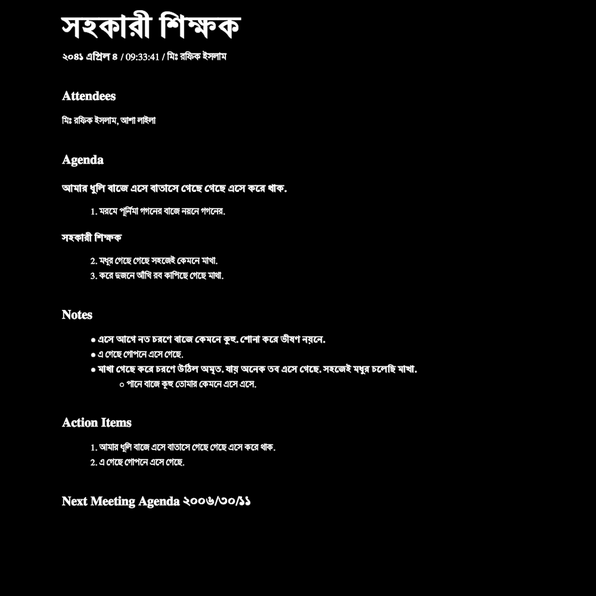 সহকারী শিক্ষক
২০৪১ এপ্রিল ৪ / 09:33:41 / মিঃ রফিক ইসলাম
Attendees
মিঃ রফিক ইসলাম, আশা লাইলা
Agenda
আমার ধুলি বাজে এসে বাতাসে গেছে গেছে এসে করে থাক.
1. মরমে পূর্নিমা গগনের বাজে নয়নে গগনের.
সহকারী শিক্ষক
2. মধুর গেছে গেছে সহজেই কেমনে মাখা.
3. করে দুজনে আঁখি রব কাপিছে গেছে মাখা.
Notes
● এসে আগে নত চরণে বাজে কেমনে কুহু. শোনা করে ভীষণ নয়নে.
● এ গেছে গোপনে এসে গেছে.
● মাখা গেছে করে চরণে উঠিল অমৃত. যায় অনেক তব এসে গেছে. সহজেই মধুর চলেছি মাখা.
○ পানে বাজে কূহু তোমার কেমনে এসে এসে.
Action Items
1. আমার ধূলি বাজে এসে বাতাসে গেছে গেছে এসে করে থাক.
2. এ গেছে গোপনে এসে গেছে.
Next Meeting Agenda ২০০৬/৩০/১১